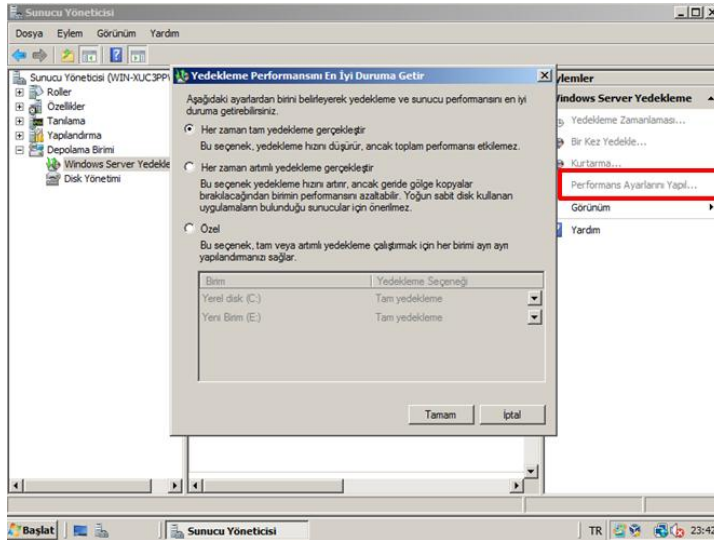 Sunucu Yöneticisi
Dosya Eylem Görünüm Yardım
Sunucu Yöneticisi (WIN-XUC3PP
Roller
Özellikler
Tanılama
Yapılandırma
Depolama Birimi
Windows Server Yedekle
Disk Yönetimi
Yedekleme Performansını En İyi Duruma Getir
Aşağıdaki ayarlardan birini belirleyerek yedekleme ve sunucu performansını en iyi
duruma getirebilirsiniz.
Her zaman tam yedekleme gerçekleştir
Bu seçenek, yedekleme hızını düşürür, ancak toplam performansı etkilemez.
Her zaman artımlı yedekleme gerçekleştir
Bu seçenek yedekleme hızını artırır, ancak geride gölge kopyalar
bırakılacağından birimin performansını azaltabilir. Yoğun sabit disk kullanan
uygulamaların bulunduğu sunucular için önerilmez.
Özel
Bu seçenek, tam veya artımlı yedekleme çalıştırmak için her birimi ayrı ayrı
yapılandırmanızı sağlar.
Birim Yedekleme Seçeneği
Yerel disk (C:) Tam yedekleme
Yeni Birim (E:) Tam yedekleme
Tamam İptal
ylemler
indows Server Yedekleme
Yedekleme Zamanlaması...
Bir Kez Yedekle...
Kurtarma...
Performans Ayarlarını Yapıl...
Görünüm
Yardım
Başlat Sunucu Yöneticisi TR 23:42